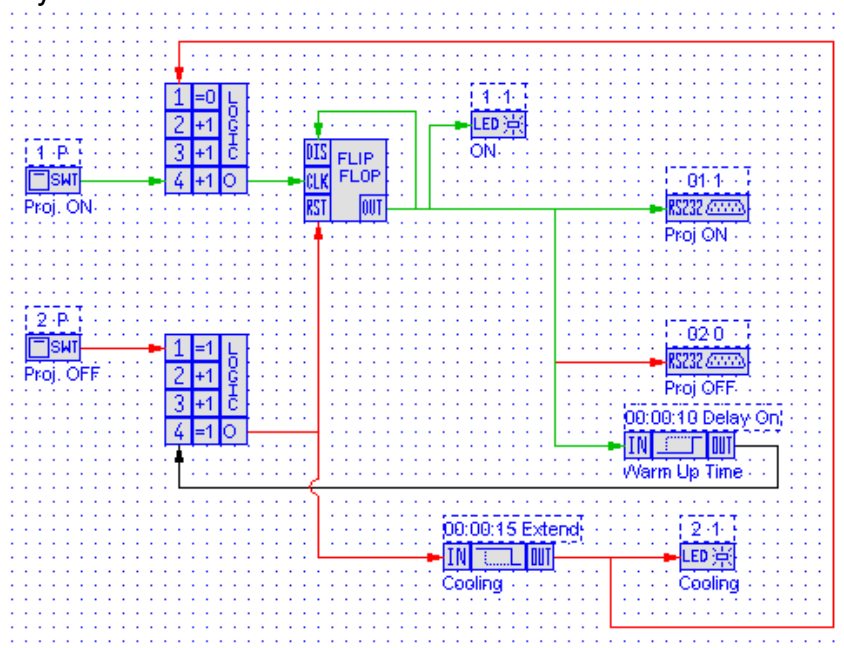 1 P
SWT
Proj. ON
1 =0
2 +1
3 +1
4 +1 O
LOGIC
DIS
CLK
RST
FLIP
FLOP
OUT
1 1
LED
ON
01 1
RS232
Proj ON
2 P
SWT
Proj. OFF
1 =1
2 +1
3 +1
4 =1 O
LOGIC
02 0
RS232
Proj OFF
00:00:10 Delay On
IN OUT
Warm Up Time
00:00:15 Extend
IN OUT
Cooling
2 1
LED
Cooling